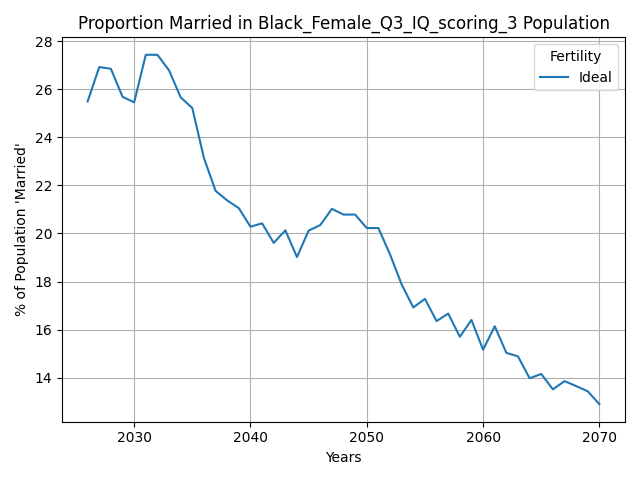 Proportion Married in Black_Female_Q3_IQ_scoring_3 Population
Fertility
Ideal
% of Population 'Married'
28
26
24
22
20
18
16
14
2030
2040
2050
2060
2070
Years